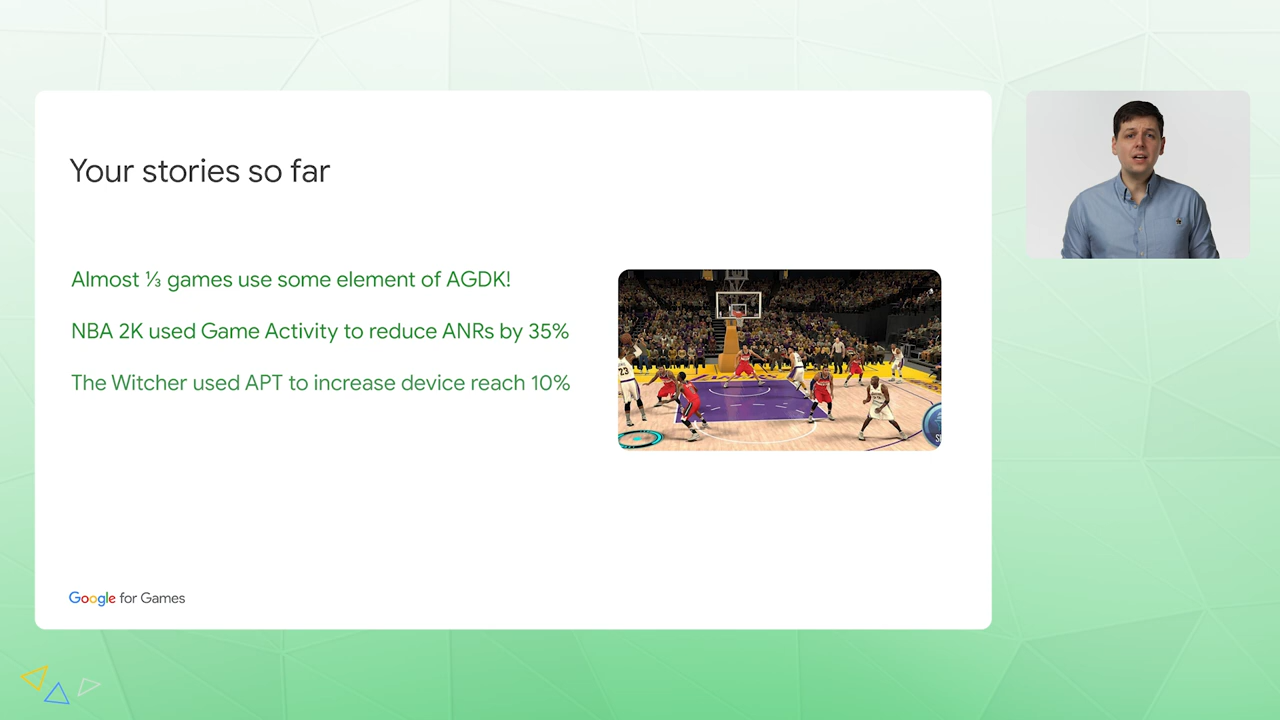 Your stories so far
Almost ⅓ games use some element of AGDK!
NBA 2K used Game Activity to reduce ANRs by 35%
The Witcher used APT to increase device reach 10%
23
Google for Games